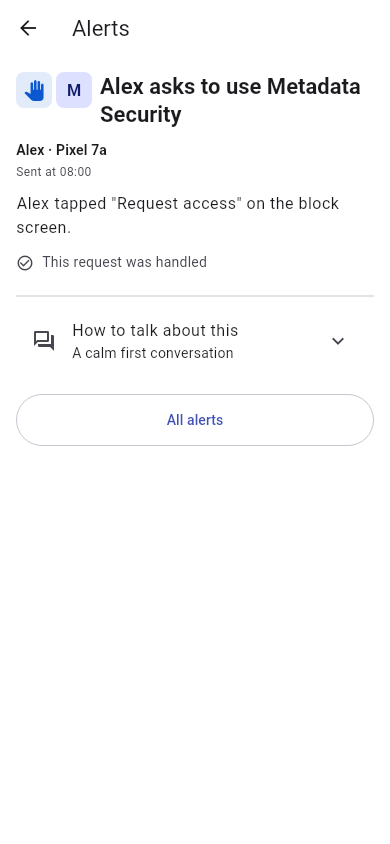 Alerts
M
Alex asks to use Metadata
Security
Alex · Pixel 7a
Sent at 08:00
Alex tapped "Request access" on the block
screen.
This request was handled
How to talk about this
A calm first conversation
All alerts